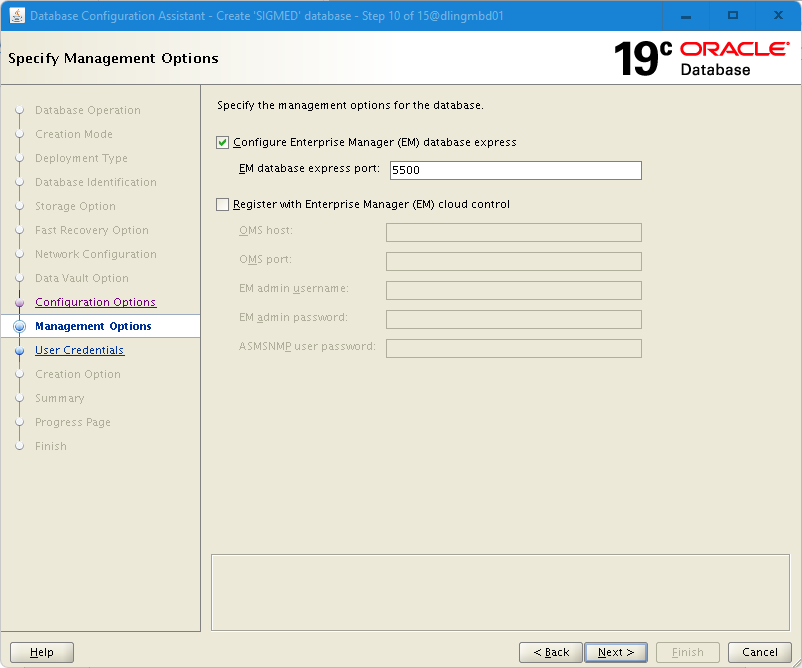 Database Configuration Assistant - Create 'SIGMED' database - Step 10 of 15@dlingmbd01
Specify Management Options
19c ORACLE®
Database
Database Operation
Creation Mode
Deployment Type
Database Identification
Storage Option
Fast Recovery Option
Network Configuration
Data Vault Option
Configuration Options
Management Options
User Credentials
Creation Option
Summary
Progress Page
Finish
Specify the management options for the database.
Configure Enterprise Manager (EM) database express
EM database express port: 5500
Register with Enterprise Manager (EM) cloud control
OMS host:
OMS port:
EM admin username:
EM admin password:
ASMSNMP user password:
Help
< Back
Next >
Finish
Cancel